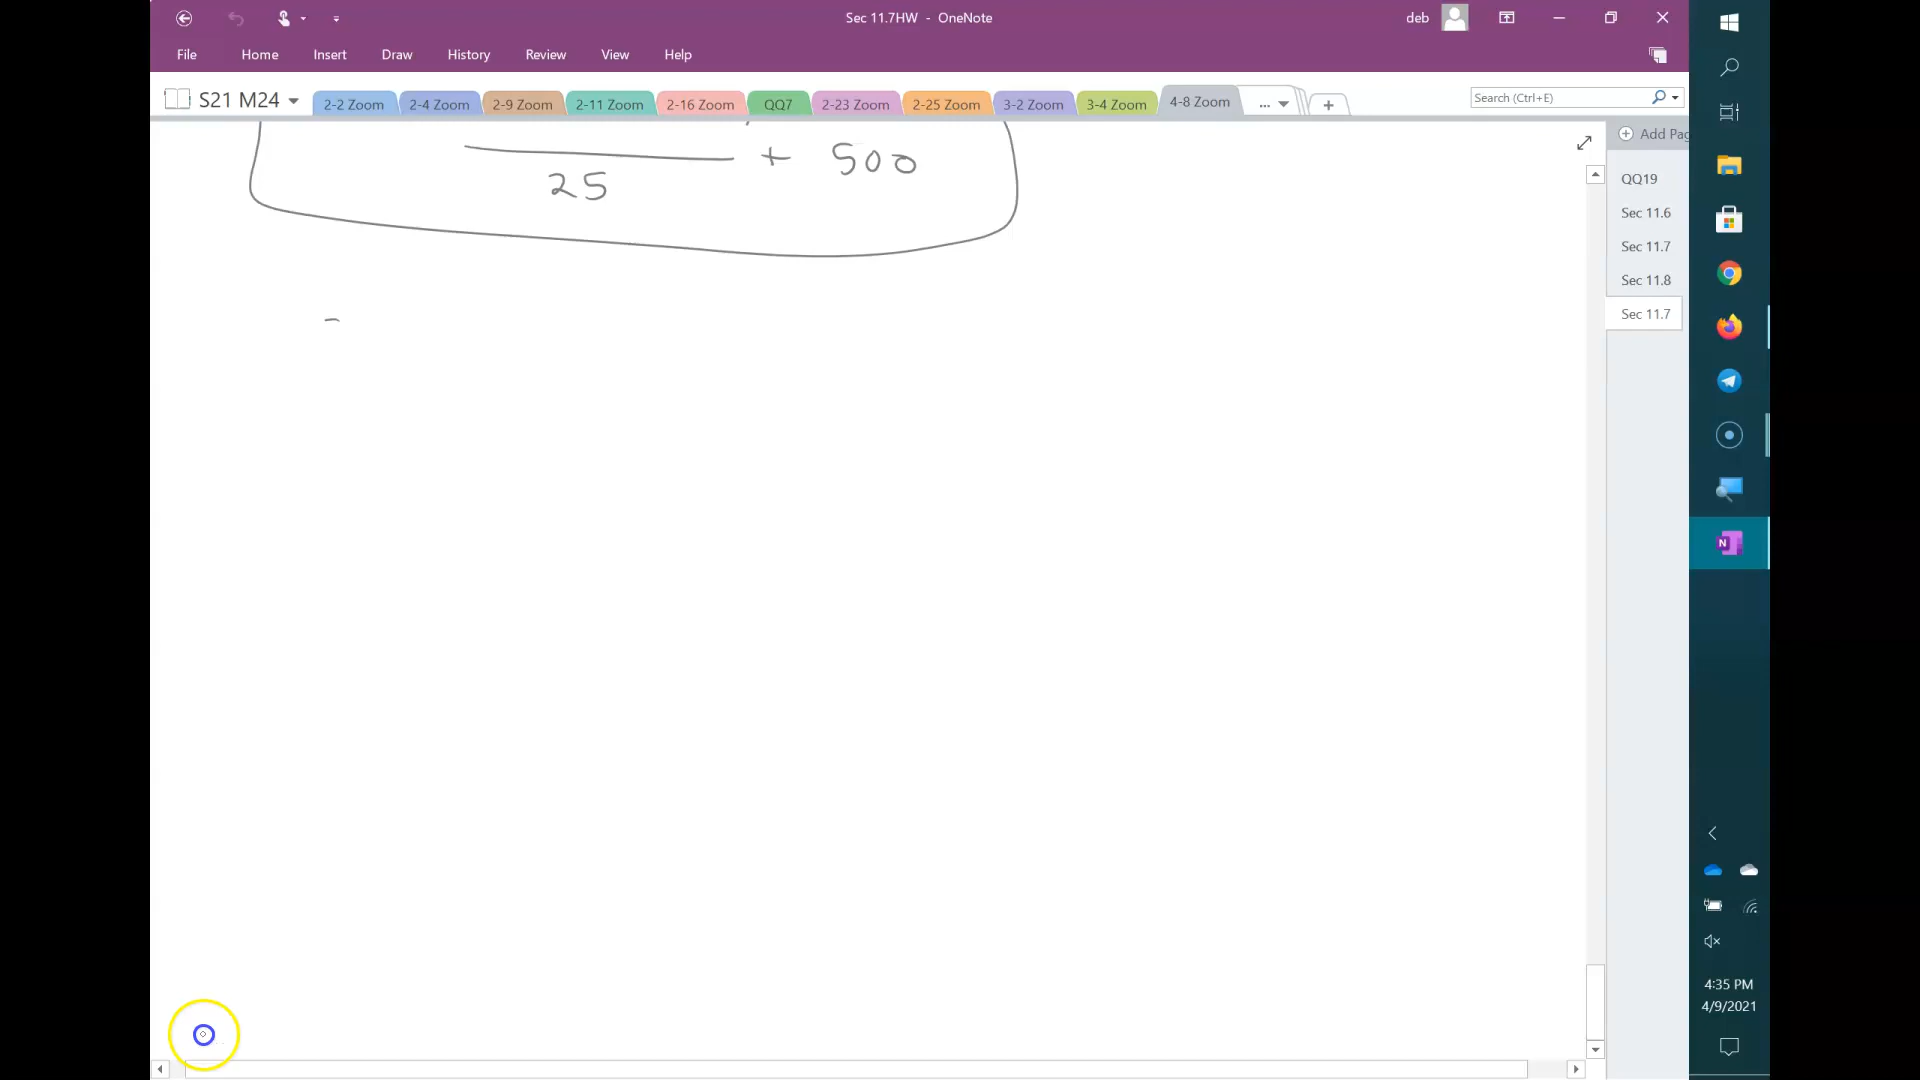 Sec 11.7HW - OneNote
deb
File Home Insert Draw History Review View Help
S21 M24
2-2 Zoom 2-4 Zoom 2-9 Zoom 2-11 Zoom 2-16 Zoom QQ7 2-23 Zoom 2-25 Zoom 3-2 Zoom 3-4 Zoom 4-8 Zoom ... +
Search (Ctrl+E)
Add Pag
+ 500
25
QQ19
Sec 11.6
Sec 11.7
Sec 11.8
Sec 11.7
N
4:35 PM
4/9/2021